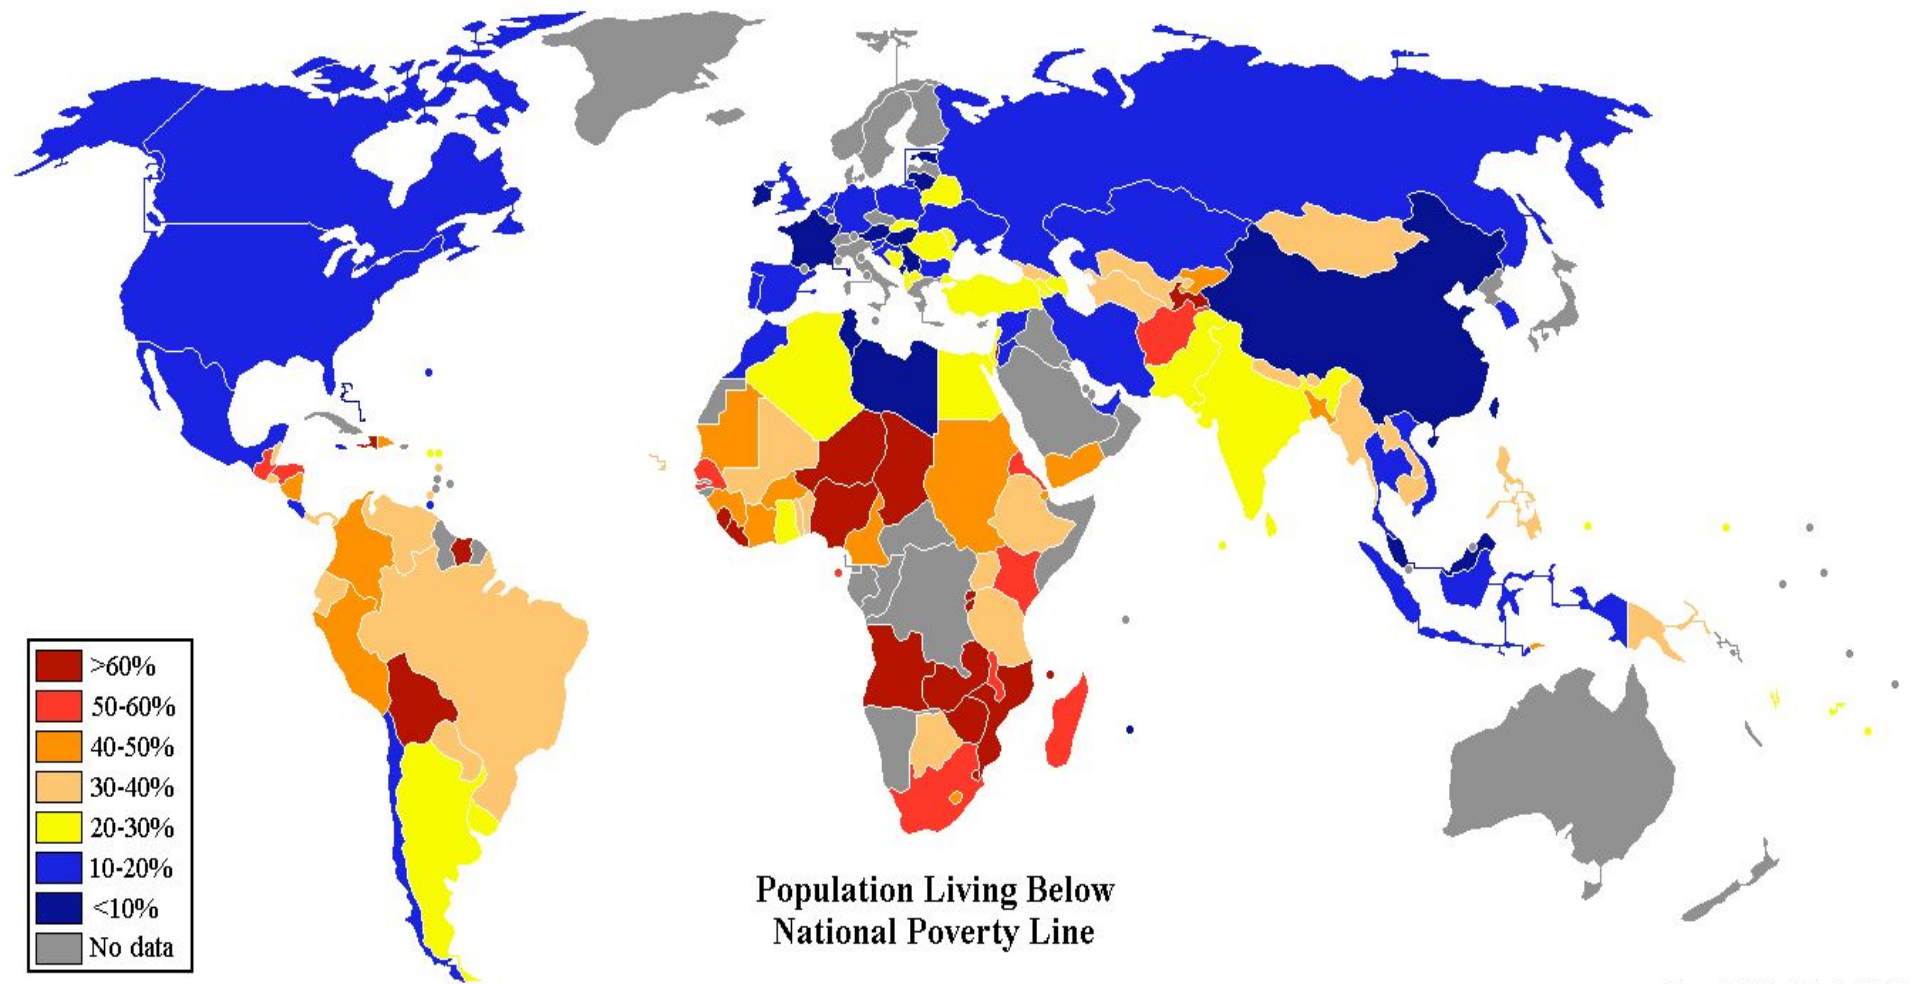 >60%
50-60%
40-50%
30-40%
20-30%
10-20%
<10%
No data
Population Living Below
National Poverty Line